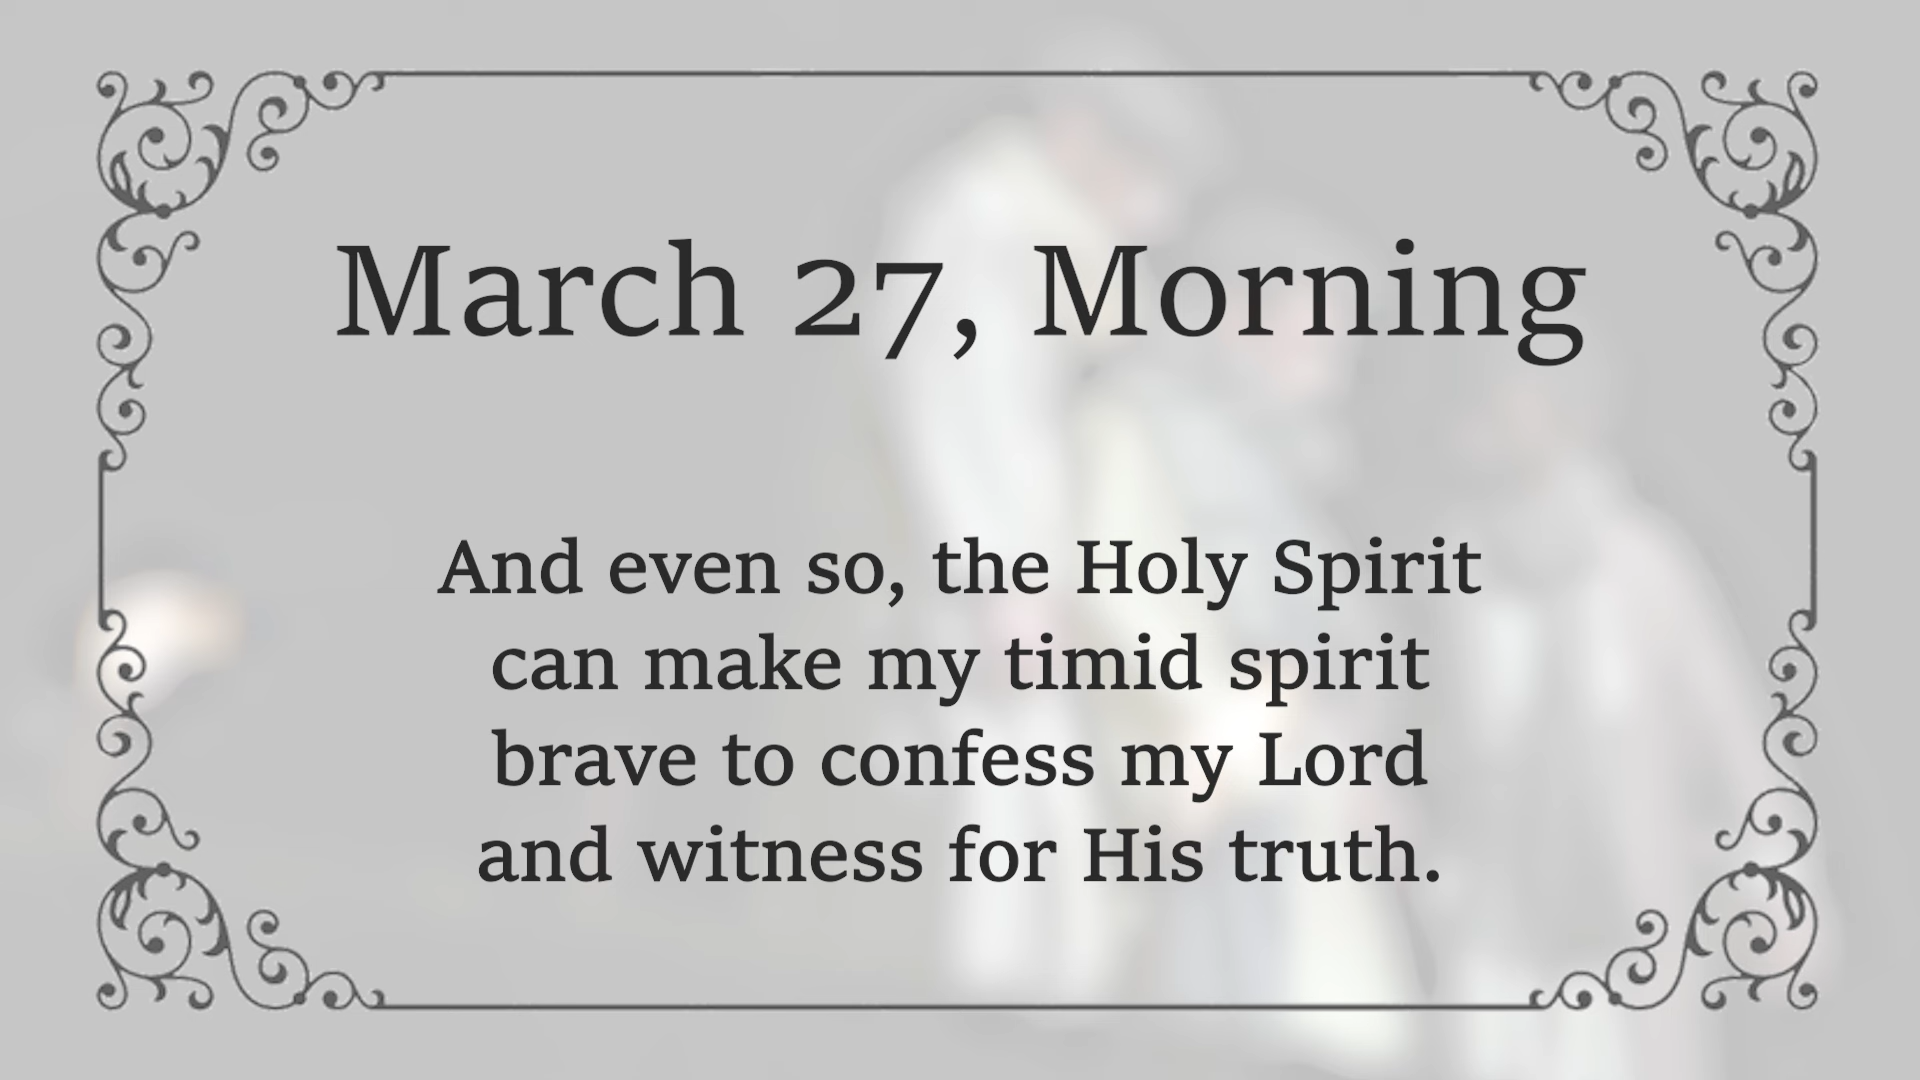 March 27, Morning
And even so, the Holy Spirit
can make my timid spirit
brave to confess my Lord
and witness for His truth.